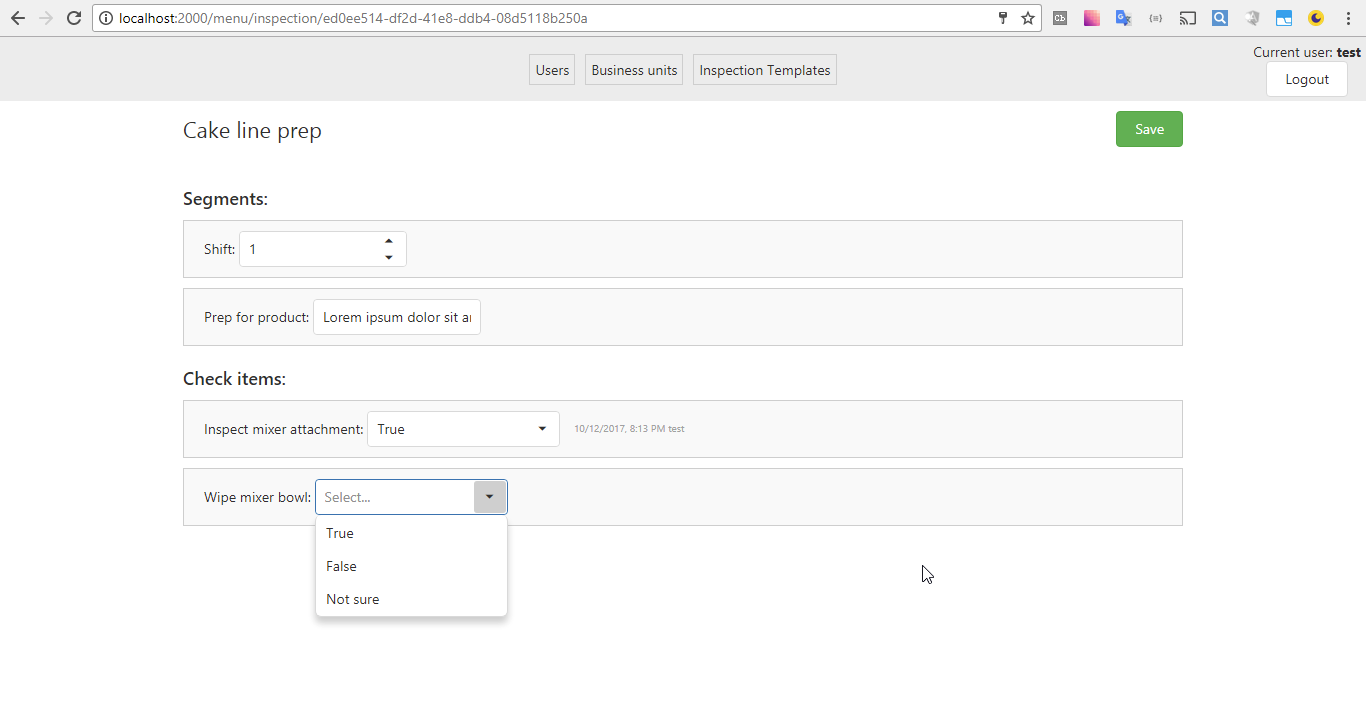 localhost:2000/menu/inspection/ed0ee514-df2d-41e8-ddb4-08d5118b250a
Cb
Current user: test
Users Business units Inspection Templates
Logout
Cake line prep
Save
Segments:
Shift: 1
Prep for product: Lorem ipsum dolor sit a
Check items:
Inspect mixer attachment: True 10/12/2017, 8:13 PM test
Wipe mixer bowl: Select...
True
False
Not sure